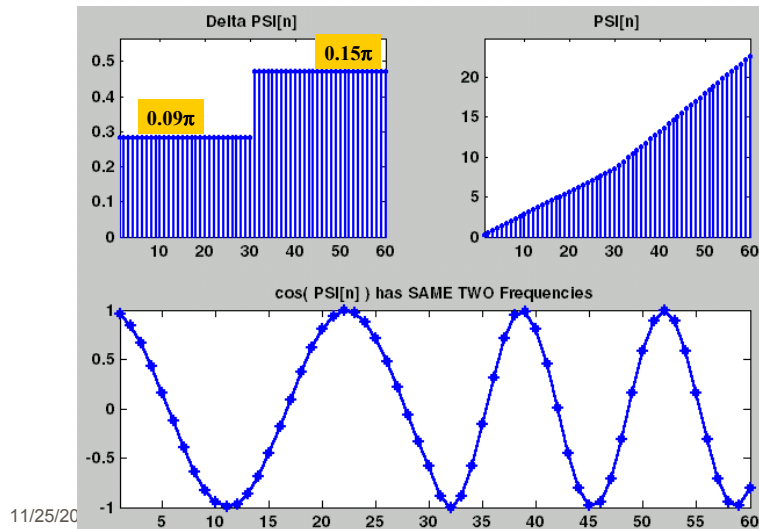 Delta PSI[n]
PSI[n]
0.15π
0.09π
0.5
0.4
0.3
0.2
0.1
0
10 20 30 40 50 60
20
15
10
5
0
10 20 30 40 50 60
cos( PSI[n] ) has SAME TWO Frequencies
1
0.5
0
-0.5
-1
5 10 15 20 25 30 35 40 45 50 55 60
11/25/20